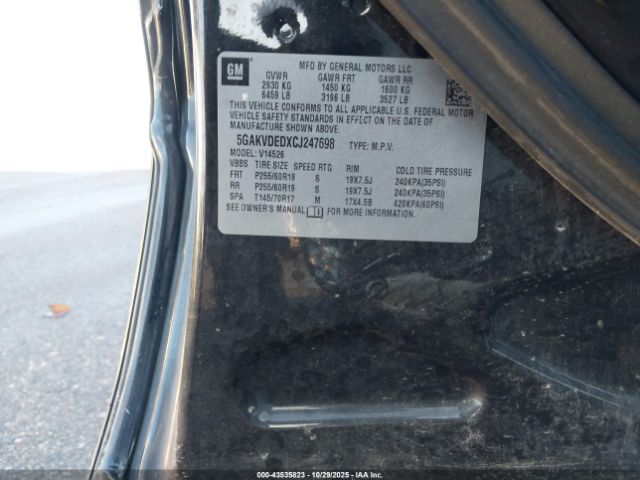 GM
MFD BY GENERAL MOTORS LLC
GVWR GAWR FRT GAWR RR
2930 KG 1450 KG 1600 KG
6459 LB 3196 LB 3527 LB
THIS VEHICLE CONFORMS TO ALL APPLICABLE U.S. FEDERAL MOTOR
VEHICLE SAFETY STANDARDS IN EFFECT ON THE DATE OF
MANUFACTURE SHOWN ABOVE.
5GAKVDEDXCJ247698 TYPE: M.P.V.
MODEL: V14526
VBBS TIRE SIZE SPEED RTG RIM COLD TIRE PRESSURE
FRT P255/60R19 S 19X7.5J 240KPA(35PSI)
RR P255/60R19 S 19X7.5J 240KPA(35PSI)
SPA T145/70R17 M 17X4.5B 420KPA(60PSI)
SEE OWNER'S MANUAL FOR MORE INFORMATION.
000-43535823 10/29/2025 Copart